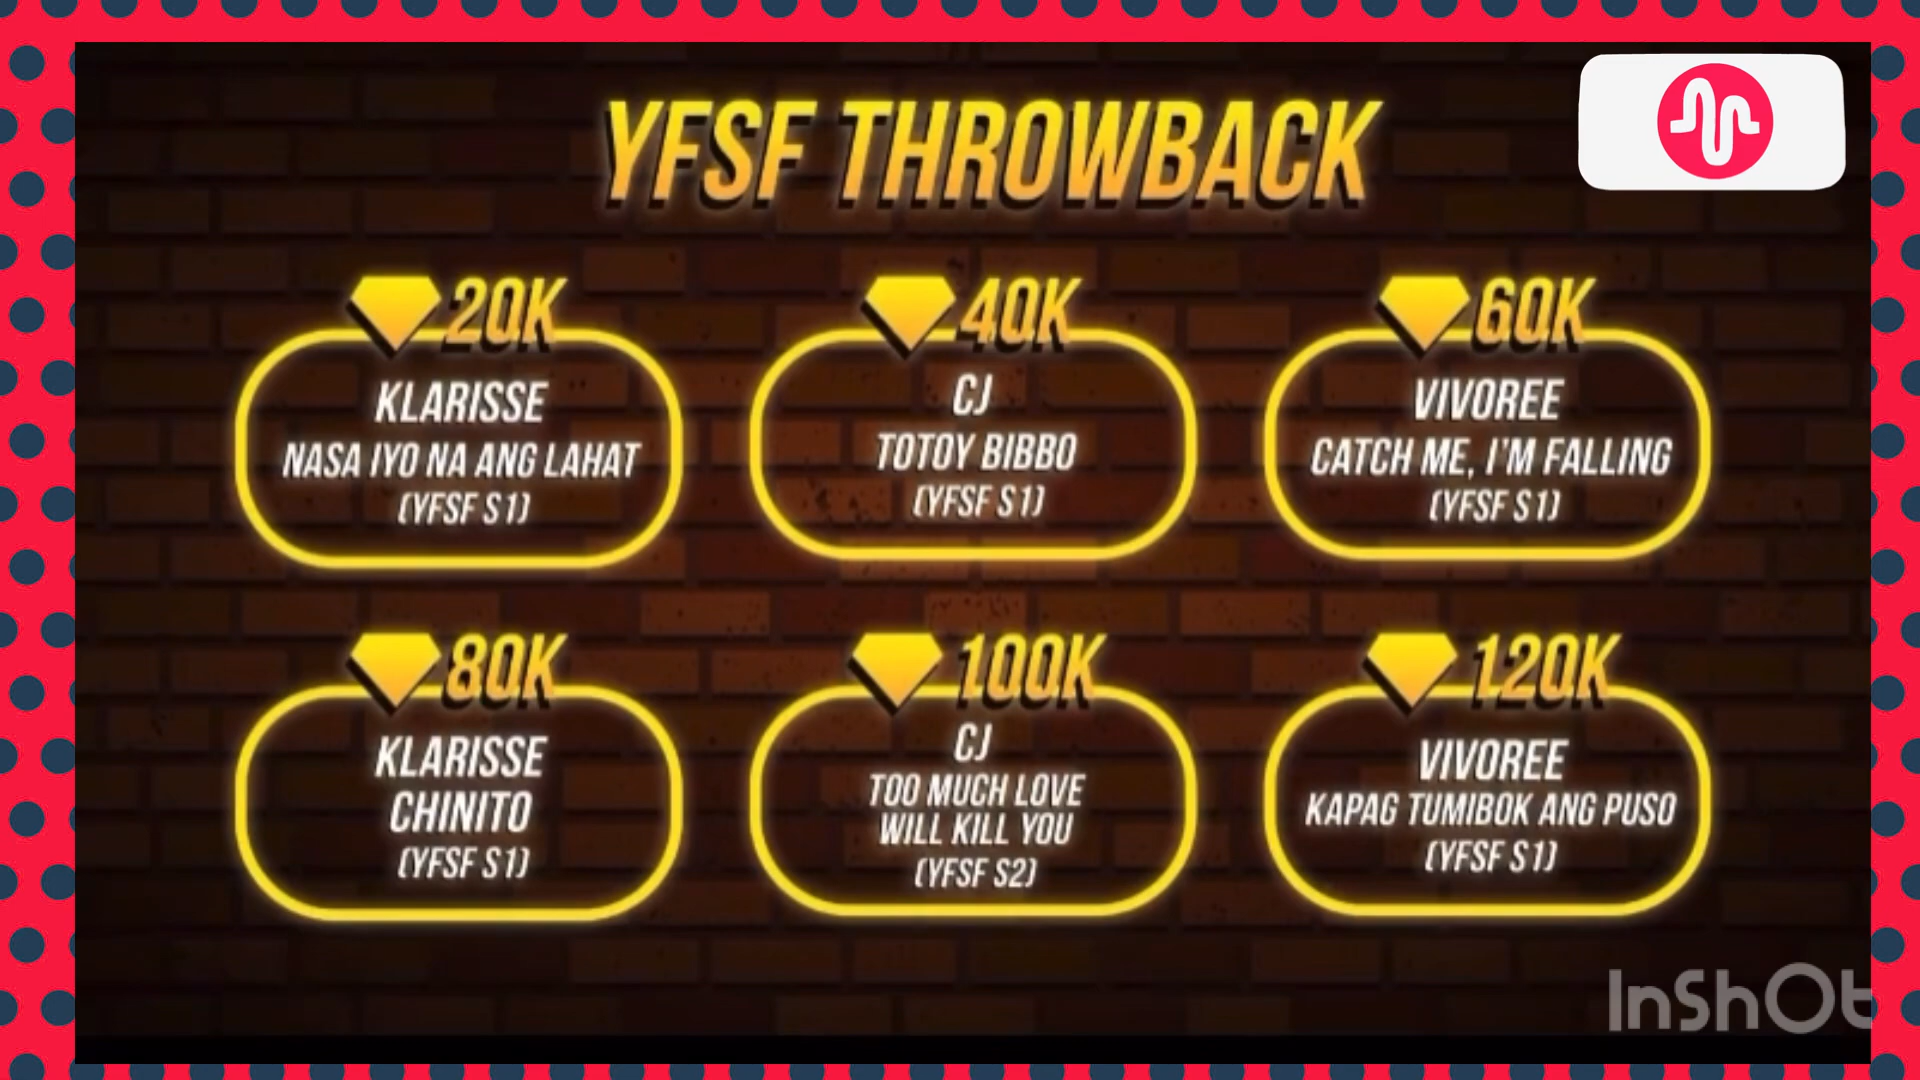 YFSF THROWBACK
20K
KLARISSE
NASA IYO NA ANG LAHAT
(YFSF S1)
40K
CJ
TOTOY BIBBO
(YFSF S1)
60K
VIVOREE
CATCH ME, I'M FALLING
(YFSF S1)
80K
KLARISSE
CHINITO
(YFSF S1)
100K
CJ
TOO MUCH LOVE
WILL KILL YOU
(YFSF S2)
120K
VIVOREE
KAPAG TUMIBOK ANG PUSO
(YFSF S1)
InShOt